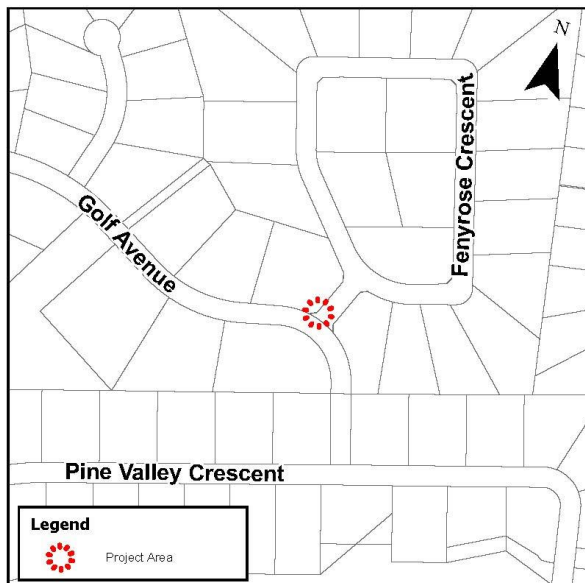 N
Fenyrose Crescent
Golf Avenue
Pine Valley Crescent
Legend
Project Area